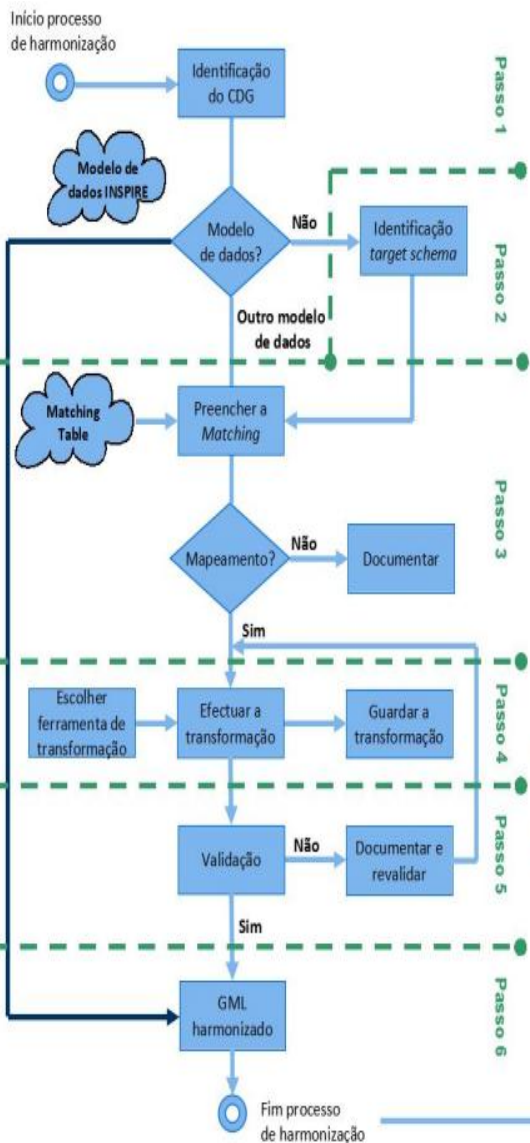 Início processo
de harmonização
Identificação
do CDG
Passo 1
Modelo de
dados INSPIRE
Modelo
de dados?
Não
Identificação
target schema
Passo 2
Outro modelo
de dados
Matching
Table
Preencher a
Matching
Passo 3
Mapeamento?
Não
Documentar
Sim
Escolher
ferramenta de
transformação
Efectuar a
transformação
Guardar a
transformação
Passo 4
Validação
Não
Documentar e
revalidar
Passo 5
Sim
GML
harmonizado
Passo 6
Fim processo
de harmonização